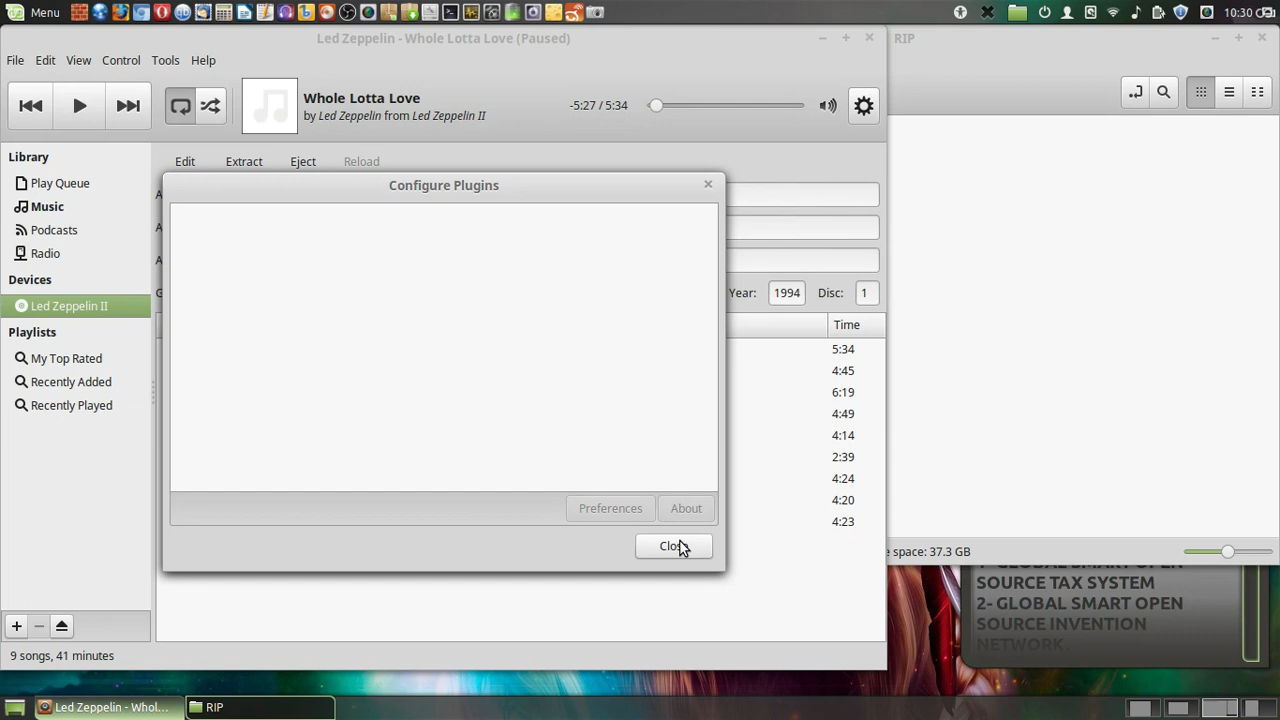 Menu
10:30
Led Zeppelin - Whole Lotta Love (Paused)
RIP
File Edit View Control Tools Help
Whole Lotta Love
by Led Zeppelin from Led Zeppelin II
-5:27 / 5:34
Library
Play Queue
Music
Podcasts
Radio
Devices
Led Zeppelin II
Playlists
My Top Rated
Recently Added
Recently Played
Edit Extract Eject Reload
Configure Plugins
Year: 1994 Disc: 1
Time
5:34
4:45
6:19
4:49
4:14
2:39
4:24
4:20
4:23
Preferences About
Close
9 songs, 41 minutes
space: 37.3 GB
1- GLOBAL SMART OPEN
SOURCE TAX SYSTEM
2- GLOBAL SMART OPEN
SOURCE INVENTION
NETWORK.
Led Zeppelin - Whol...
RIP